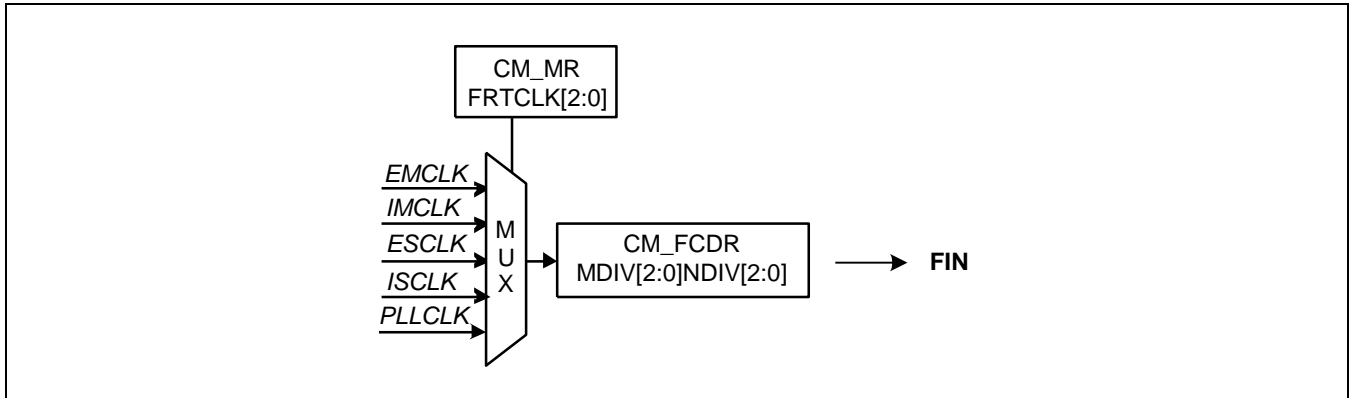 CM_MR
FRTCLK[2:0]
EMCLK
IMCLK
ESCLK
ISCLK
PLLCLK
M
U
X
CM_FCDR
MDIV[2:0]NDIV[2:0]
FIN